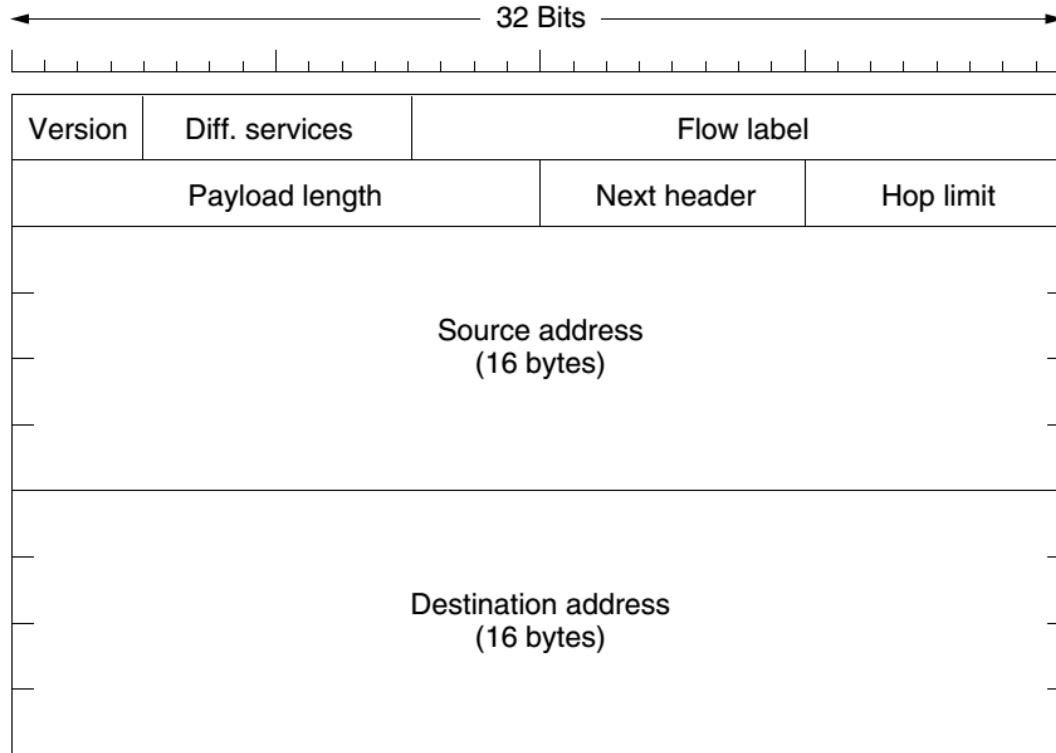 32 Bits
Version Diff. services Flow label
Payload length Next header Hop limit
Source address
(16 bytes)
Destination address
(16 bytes)